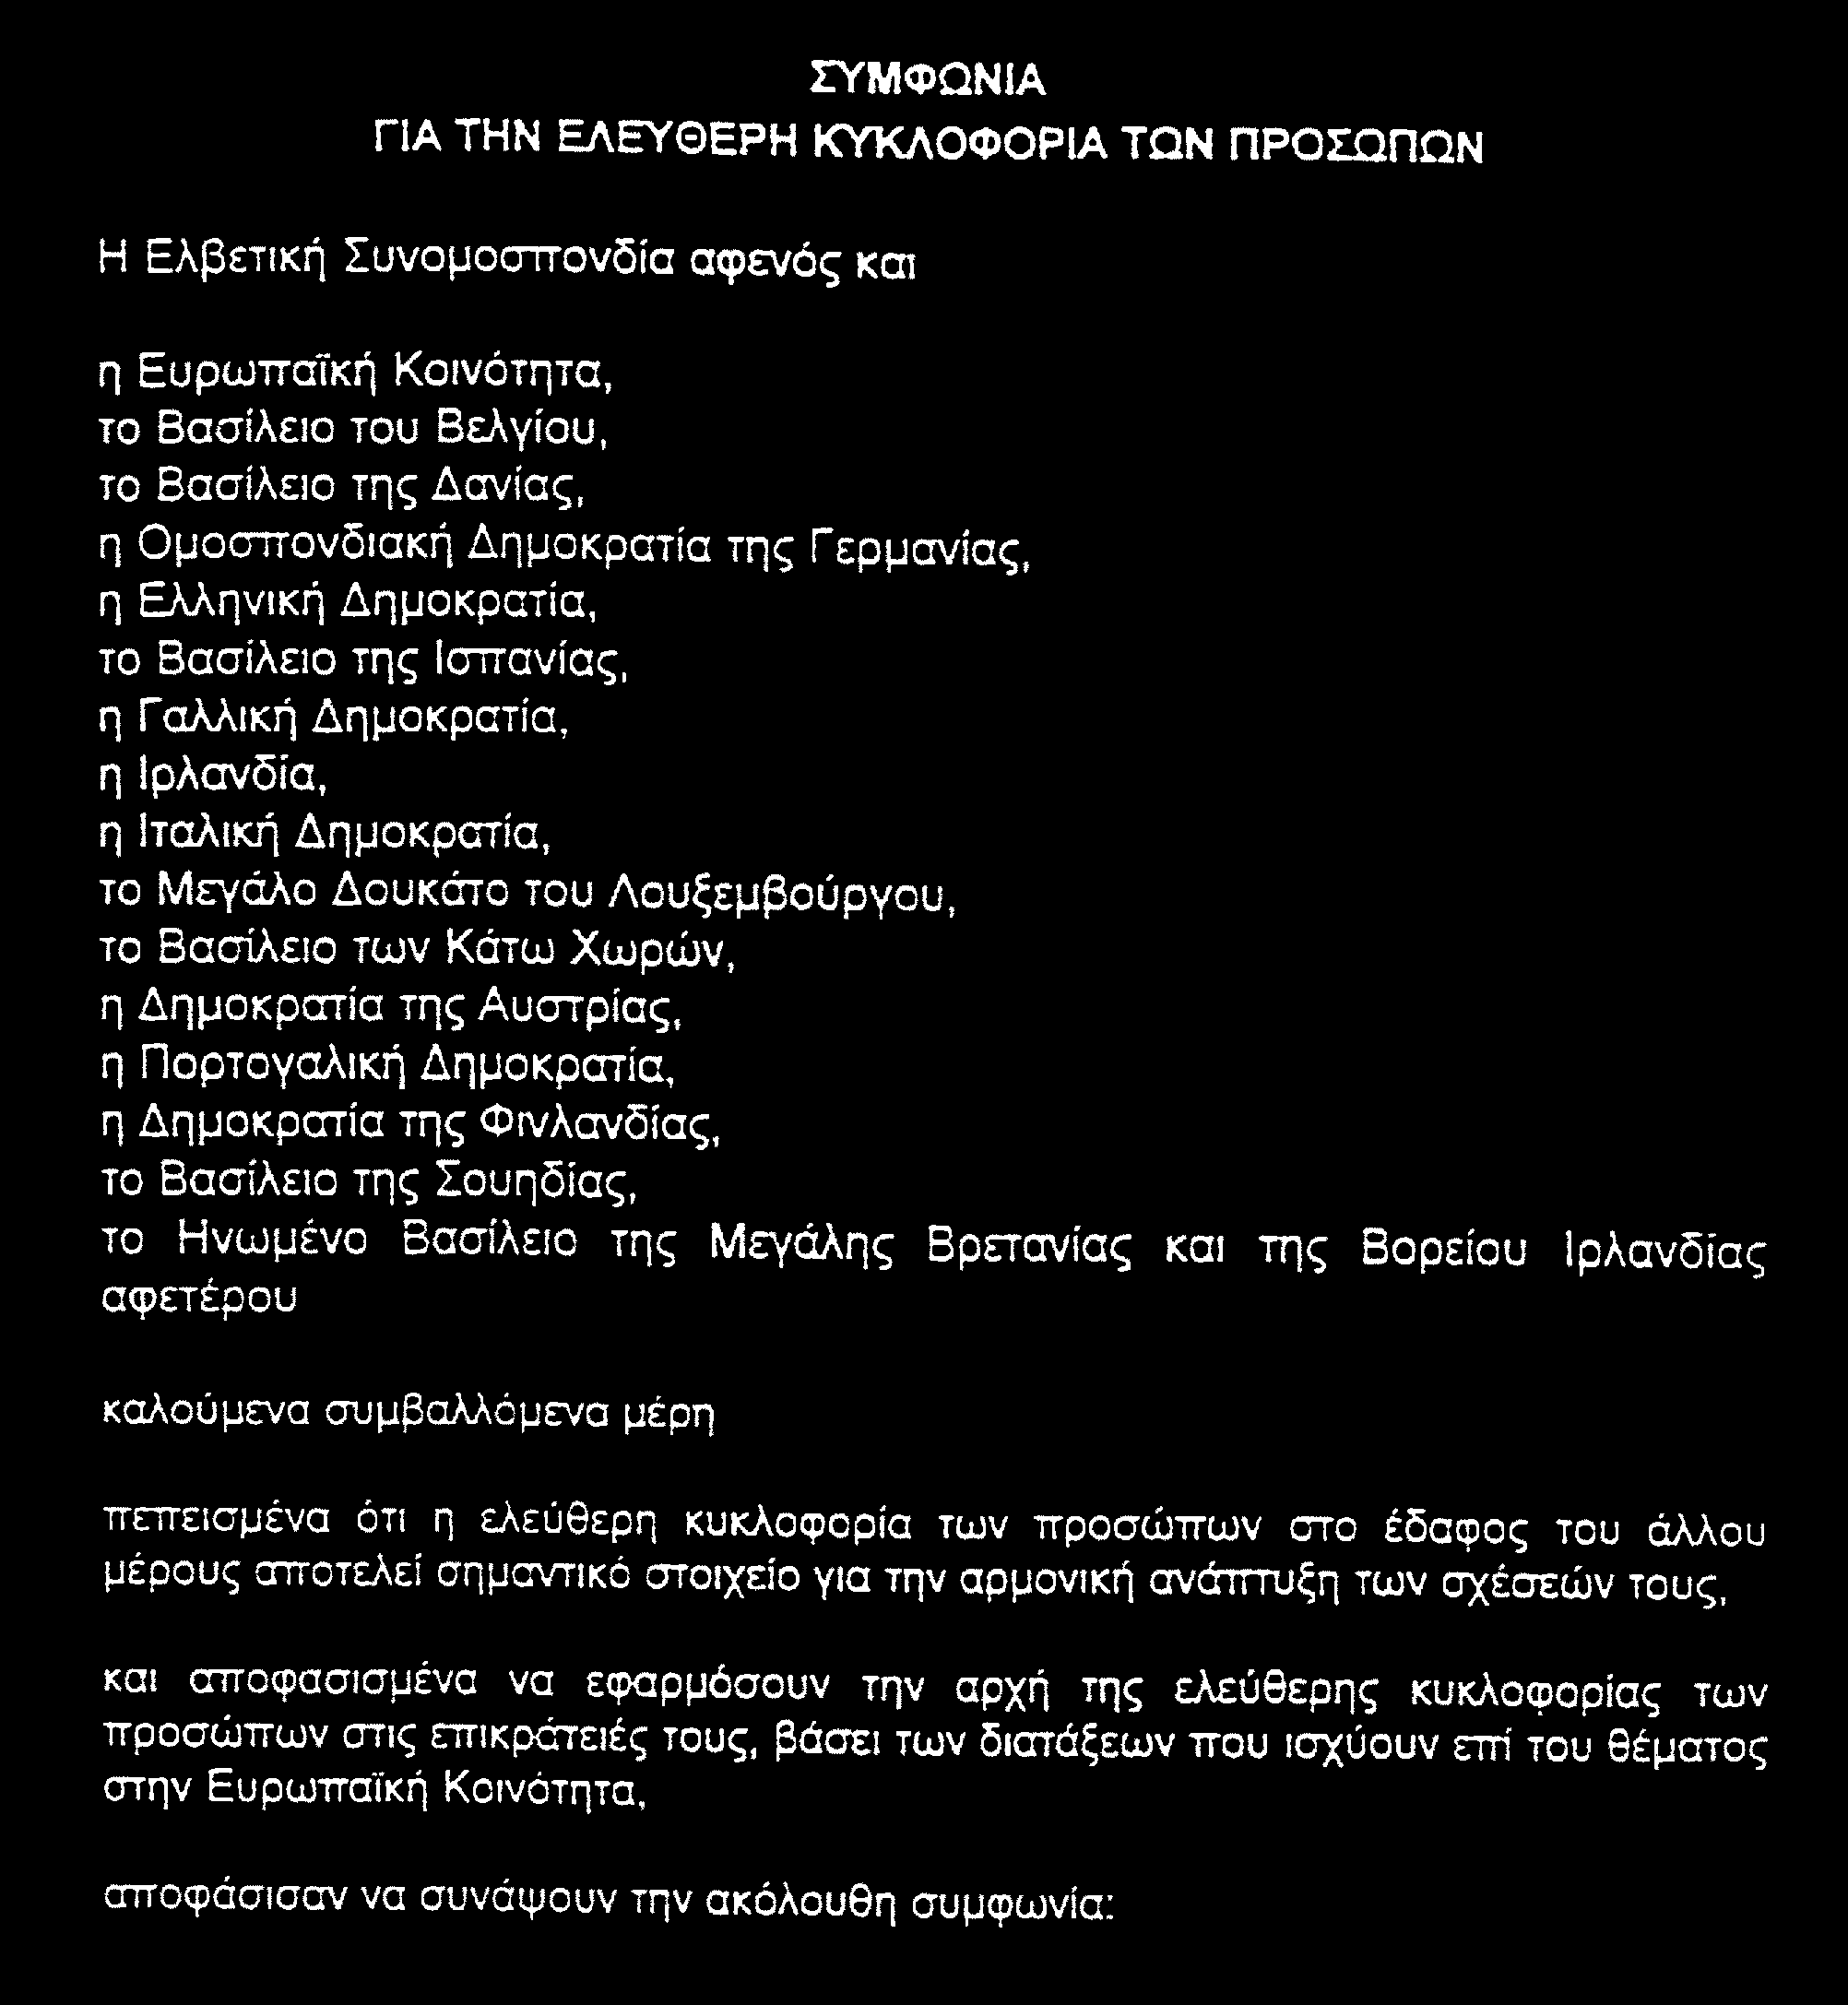 ΣΥΜΦΩΝΙΑ
ΓΙΑ ΤΗΝ ΕΛΕΥΘΕΡΗ ΚΥΚΛΟΦΟΡΙΑ ΤΩΝ ΠΡΟΣΩΠΩΝ
Η Ελβετική Συνομοσπονδία αφενός και
η Ευρωπαϊκή Κοινότητα,
το Βασίλειο του Βελγίου,
το Βασίλειο της Δανίας,
η Ομοσπονδιακή Δημοκρατία της Γερμανίας,
η Ελληνική Δημοκρατία,
το Βασίλειο της Ισπανίας,
η Γαλλική Δημοκρατία,
η Ιρλανδία,
η Ιταλική Δημοκρατία,
το Μεγάλο Δουκάτο του Λουξεμβούργου,
το Βασίλειο των Κάτω Χωρών,
η Δημοκρατία της Αυστρίας,
η Πορτογαλική Δημοκρατία,
η Δημοκρατία της Φινλανδίας,
το Βασίλειο της Σουηδίας,
το Ηνωμένο Βασίλειο της Μεγάλης Βρετανίας και της Βορείου Ιρλανδίας
αφετέρου
καλούμενα συμβαλλόμενα μέρη
πεπεισμένα ότι η ελεύθερη κυκλοφορία των προσώπων στο έδαφος του άλλου
μέρους αποτελεί σημαντικό στοιχείο για την αρμονική ανάπτυξη των σχέσεών τους,
και αποφασισμένα να εφαρμόσουν την αρχή της ελεύθερης κυκλοφορίας των
προσώπων στις επικράτειές τους, βάσει των διατάξεων που ισχύουν επί του θέματος
στην Ευρωπαϊκή Κοινότητα,
αποφάσισαν να συνάψουν την ακόλουθη συμφωνία: